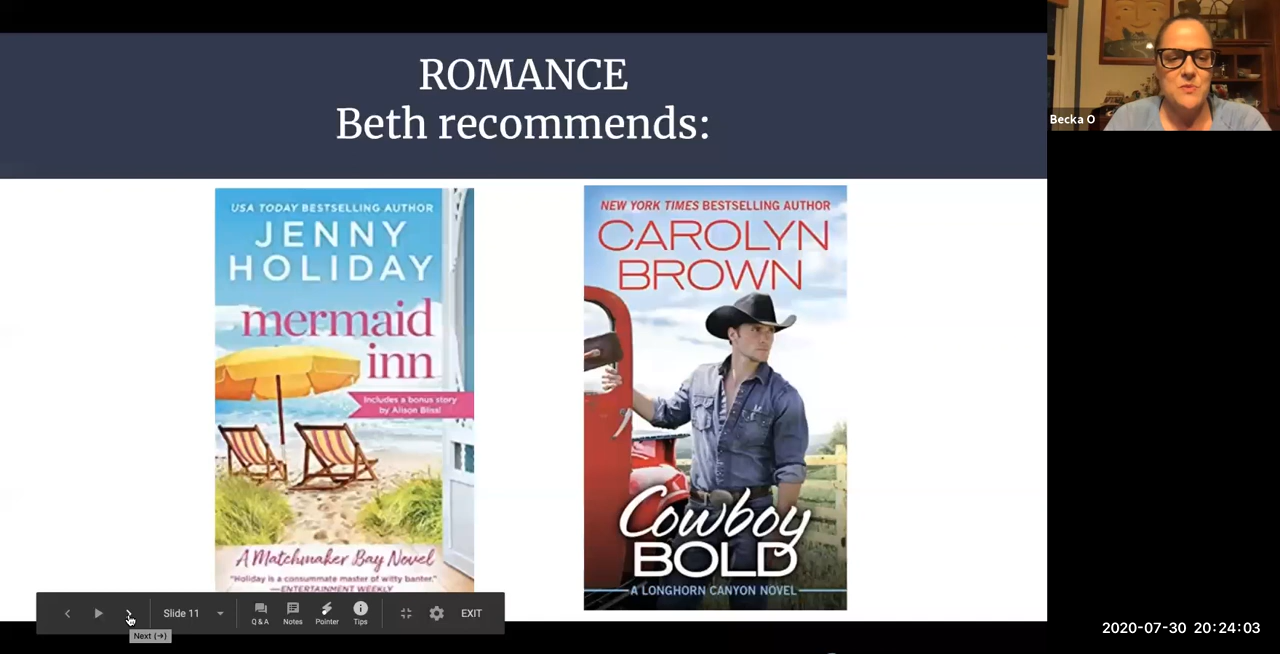 ROMANCE
Beth recommends:
USA TODAY BESTSELLING AUTHOR
JENNY
HOLIDAY
mermaid
inn
Includes a bonus story
by Alison Bliss!
A Matchmaker Bay Novel
"Holiday is a consummate master of witty banter."
—ENTERTAINMENT WEEKLY
NEW YORK TIMES BESTSELLING AUTHOR
CAROLYN
BROWN
Cowboy
BOLD
A LONGHORN CANYON NOVEL
Becka O
Slide 11
Q & A
Notes
Pointer
Tips
EXIT
Next (→)
2020-07-30 20:24:03